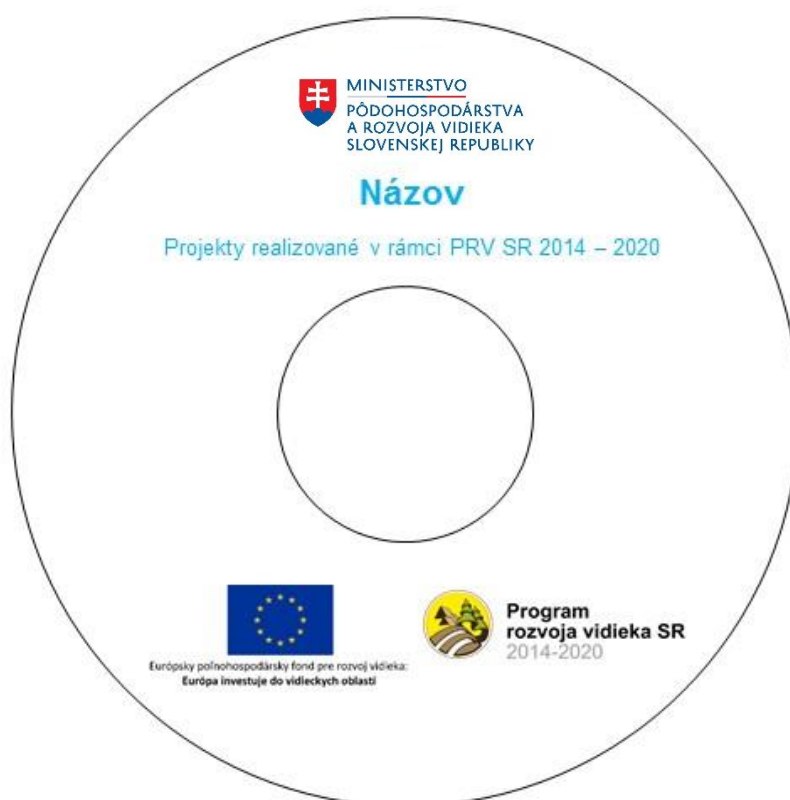 MINISTERSTVO
PÔDOHOSPODÁRSTVA
A ROZVOJA VIDIEKA
SLOVENSKEJ REPUBLIKY
Názov
Projekty realizované v rámci PRV SR 2014 – 2020
Európsky poľnohospodársky fond pre rozvoj vidieka:
Európa investuje do vidieckych oblastí
Program
rozvoja vidieka SR
2014-2020